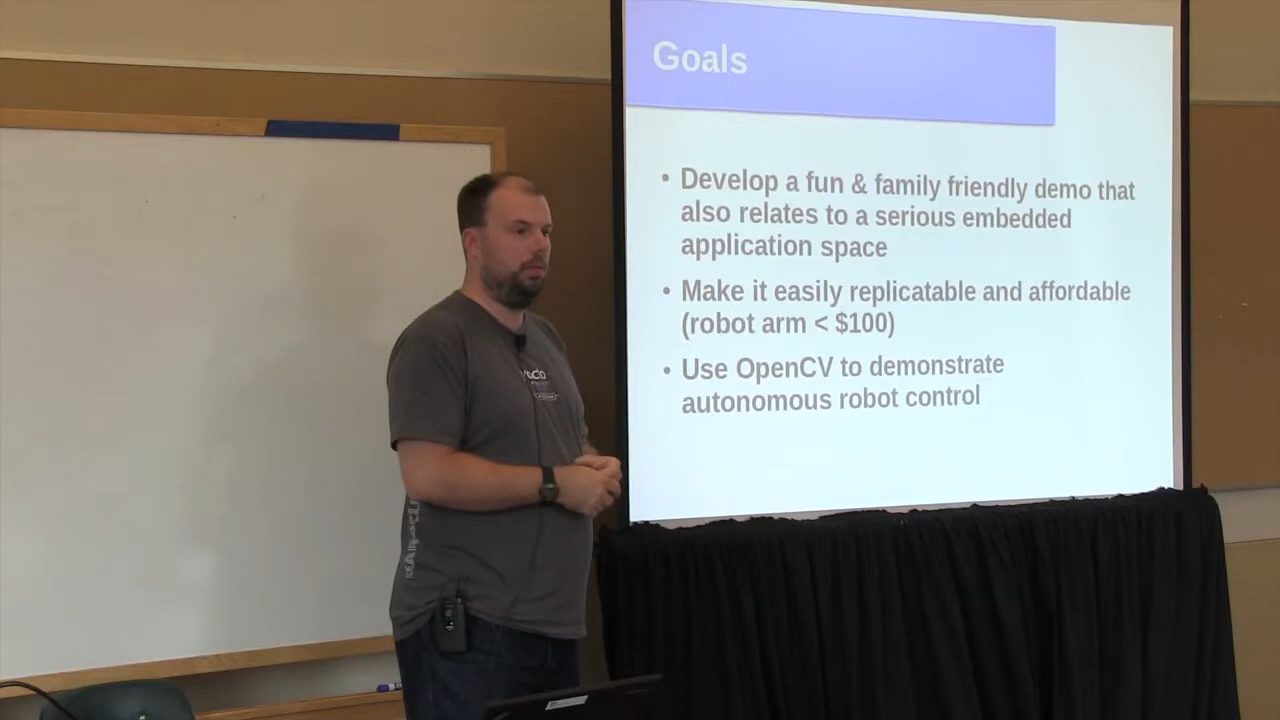 Goals
• Develop a fun & family friendly demo that
also relates to a serious embedded
application space
• Make it easily replicatable and affordable
(robot arm < $100)
• Use OpenCV to demonstrate
autonomous robot control